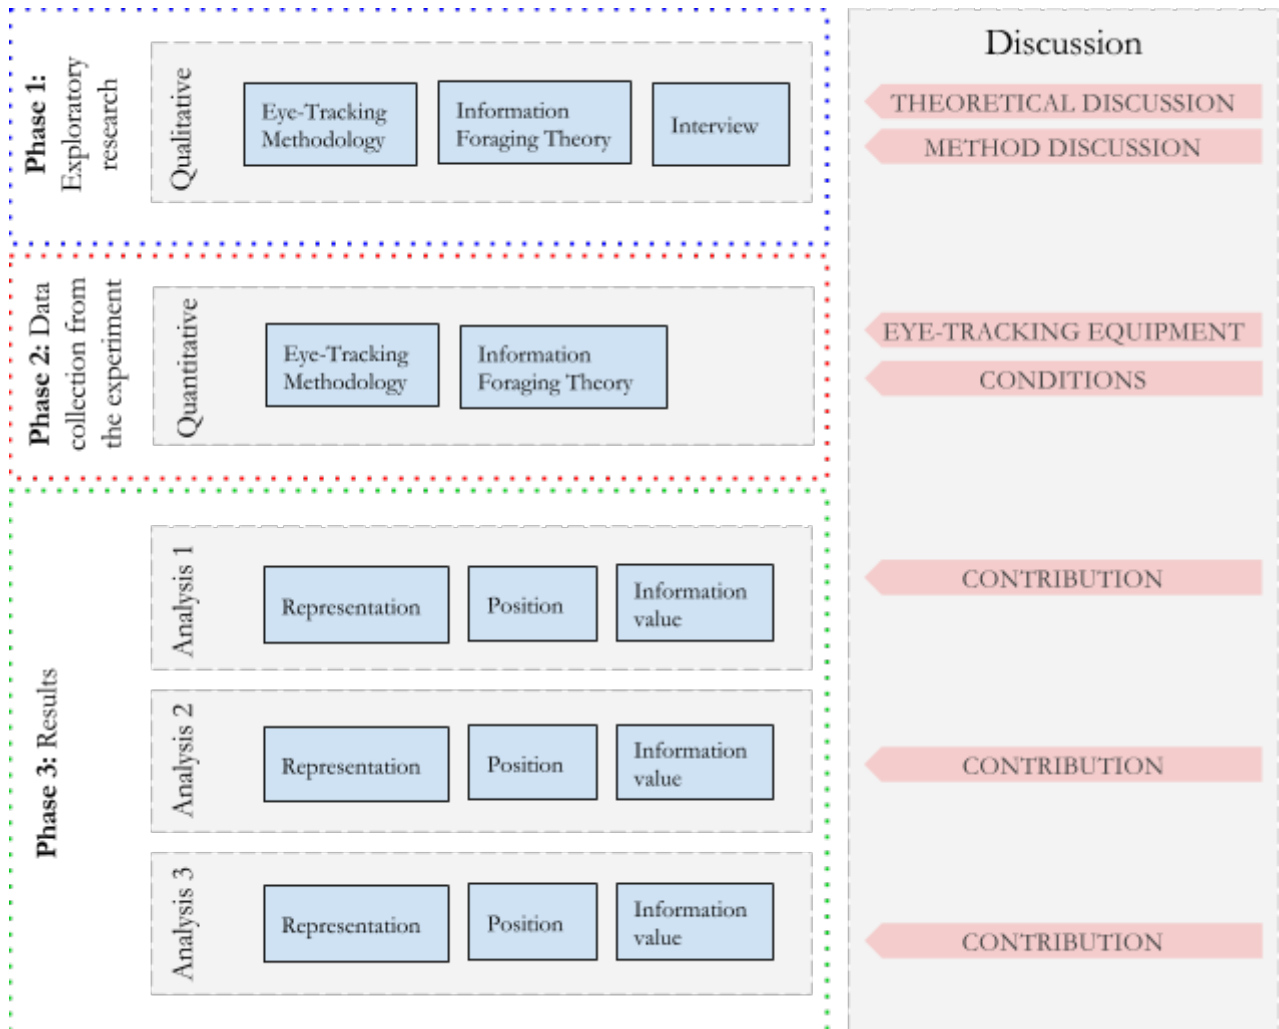 Phase 1:
Exploratory
research
Qualitative
Eye-Tracking
Methodology
Information
Foraging Theory
Interview
Phase 2: Data
collection from
the experiment
Quantitative
Eye-Tracking
Methodology
Information
Foraging Theory
Phase 3: Results
Analysis 1
Representation
Position
Information
value
Analysis 2
Representation
Position
Information
value
Analysis 3
Representation
Position
Information
value
Discussion
THEORETICAL DISCUSSION
METHOD DISCUSSION
EYE-TRACKING EQUIPMENT
CONDITIONS
CONTRIBUTION
CONTRIBUTION
CONTRIBUTION